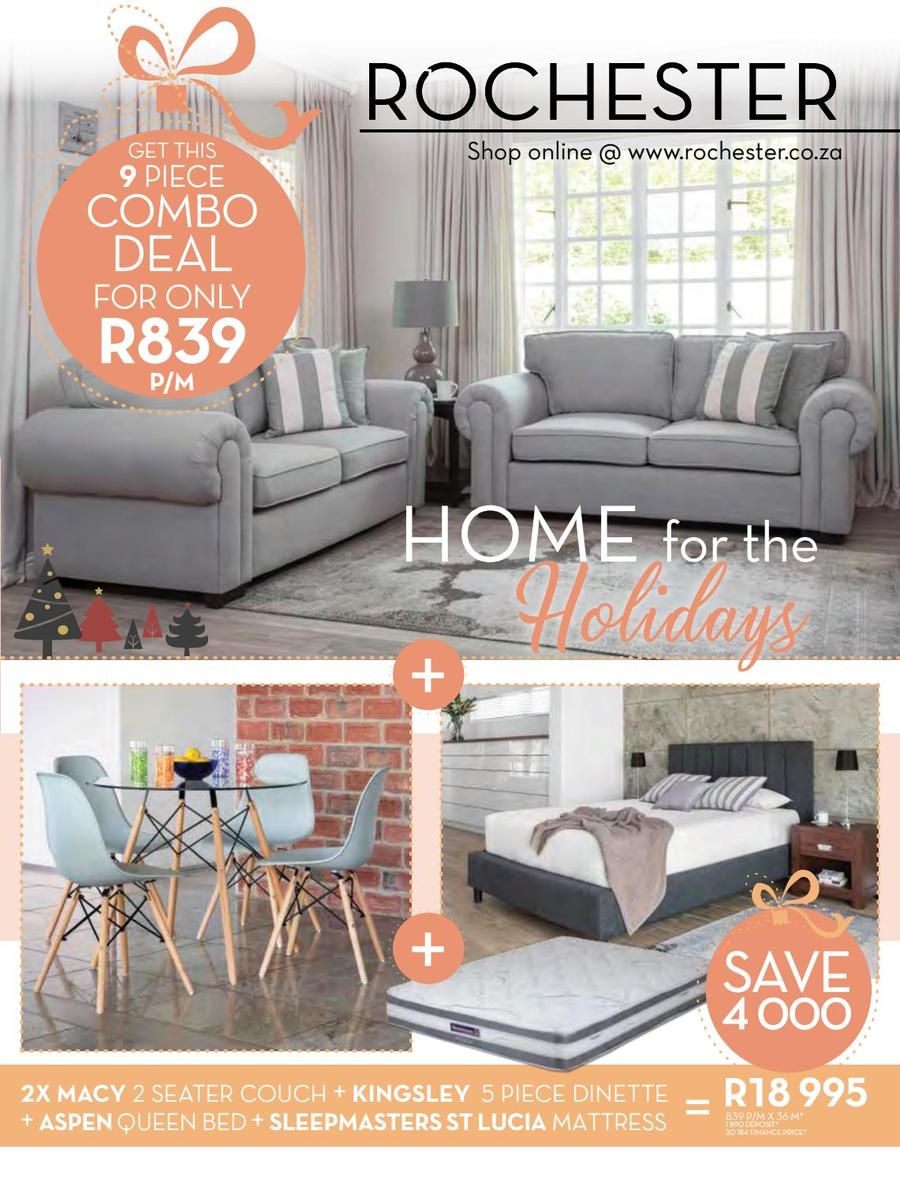 ROCHESTER
Shop online @ www.rochester.co.za
GET THIS
9 PIECE
COMBO
DEAL
FOR ONLY
R839
P/M
HOME for the
Holidays
+
+
SAVE
4 000
2X MACY 2 SEATER COUCH + KINGSLEY 5 PIECE DINETTE
+ ASPEN QUEEN BED + SLEEPMASTERS ST LUCIA MATTRESS
= R18 995
839 P/M X 36 M*
1 890 DEPOSIT*
30 184 FINANCE PRICE*